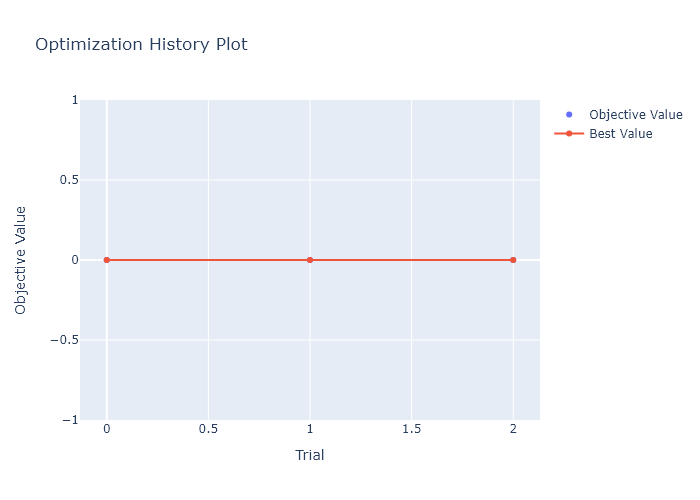 Optimization History Plot
1
0.5
0
−0.5
−1
Objective Value
0 0.5 1 1.5 2
Trial
Objective Value
Best Value